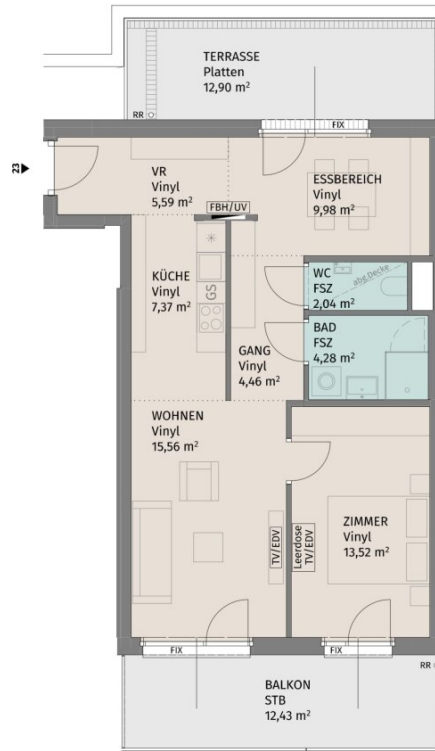 TERRASSE
Platten
12,90 m²
RR
FIX
23
VR
Vinyl
5,59 m²
ESSBEREICH
Vinyl
9,98 m²
FBH/UV
KÜCHE
Vinyl
7,37 m²
GS
WC
FSZ
2,04 m²
abg.Decke
BAD
FSZ
4,28 m²
GANG
Vinyl
4,46 m²
WOHNEN
Vinyl
15,56 m²
TV/EDV
Leerdose
TV/EDV
ZIMMER
Vinyl
13,52 m²
FIX
FIX
RR
BALKON
STB
12,43 m²